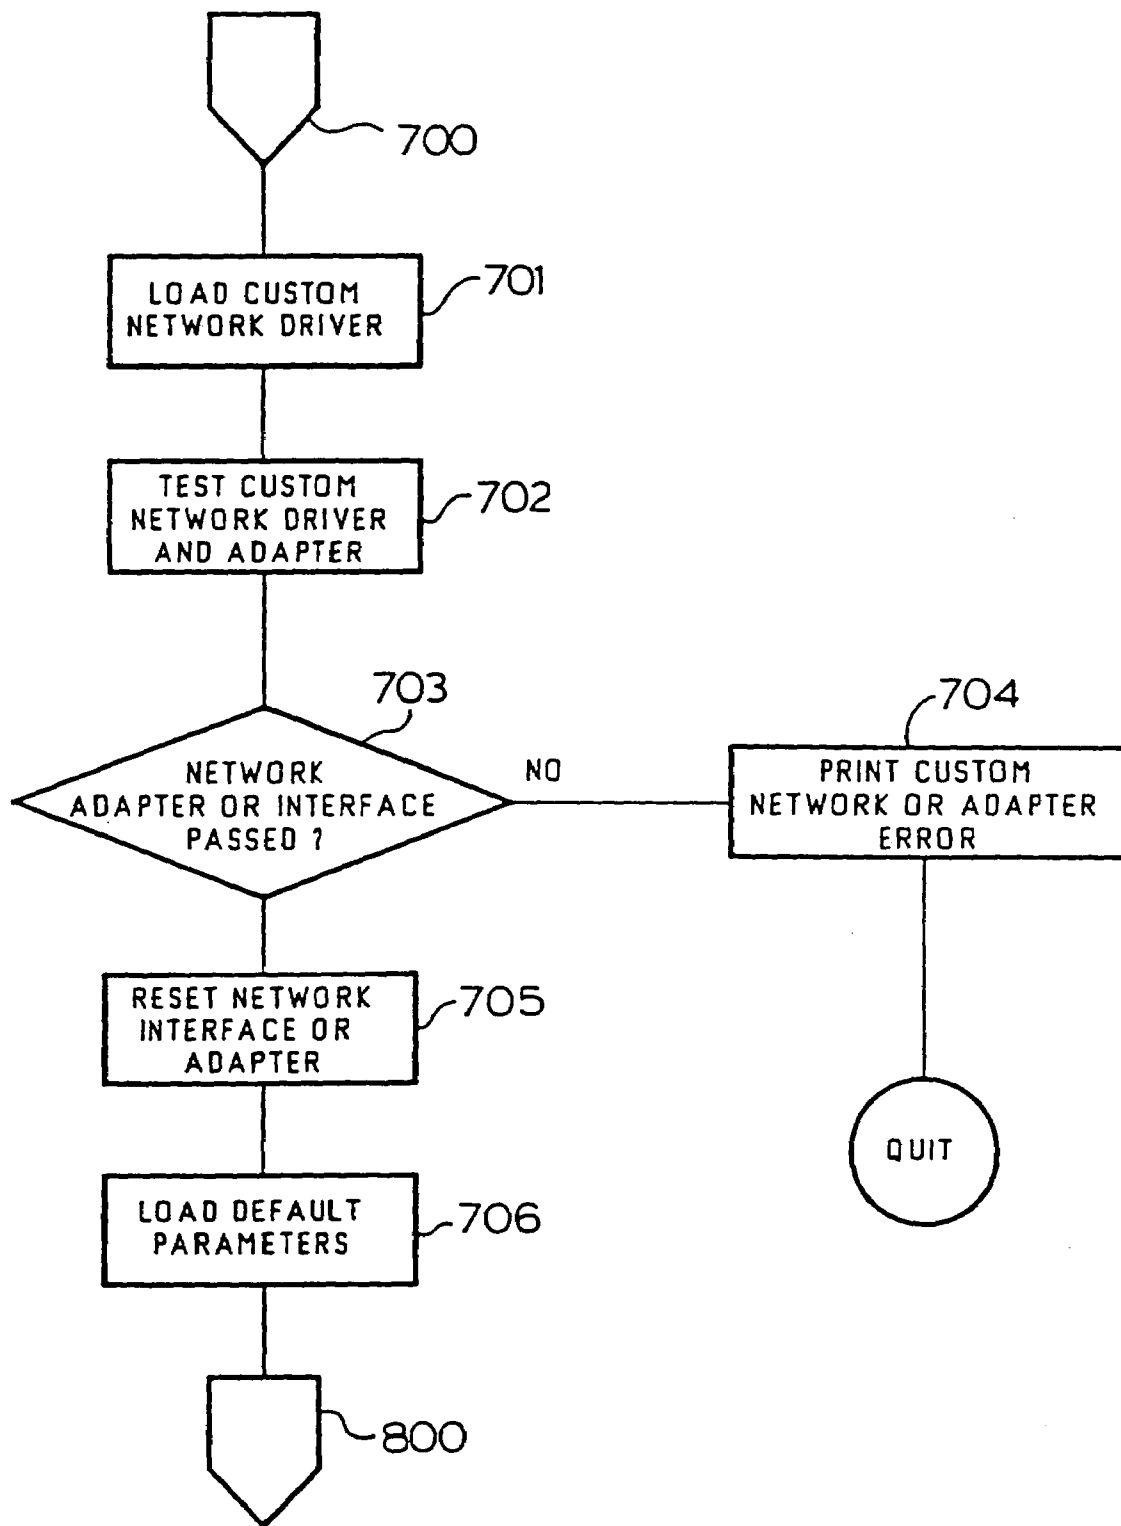 700
LOAD CUSTOM
NETWORK DRIVER
701
TEST CUSTOM
NETWORK DRIVER
AND ADAPTER
702
703
NETWORK
ADAPTER OR INTERFACE
PASSED ?
NO
704
PRINT CUSTOM
NETWORK OR ADAPTER
ERROR
RESET NETWORK
INTERFACE OR
ADAPTER
705
QUIT
LOAD DEFAULT
PARAMETERS
706
800